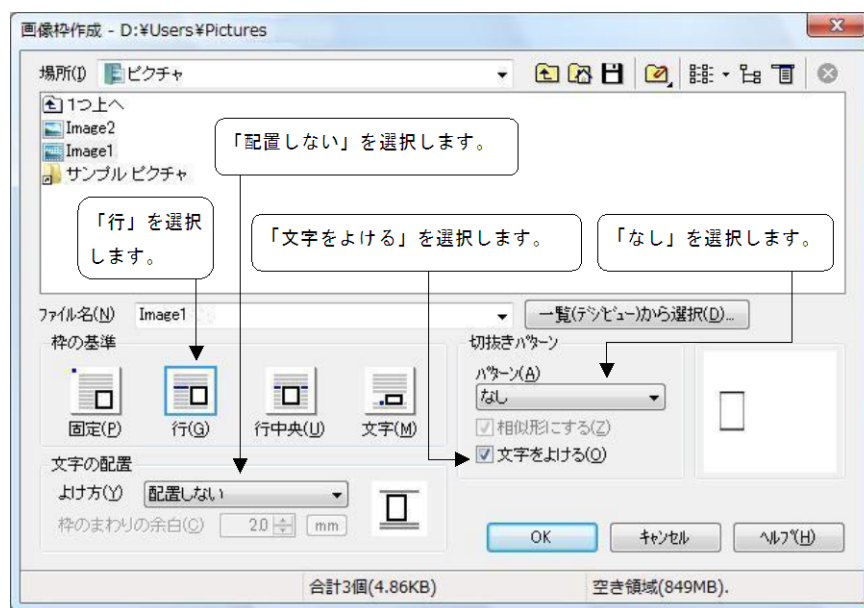 画像枠作成 - D:¥Users¥Pictures
場所(I) ピクチャ
1つ上へ
Image2
Image1
サンプル ピクチャ
「配置しない」を選択します。
「行」を選択
します。
「文字をよける」を選択します。
「なし」を選択します。
ファイル名(N) Image1 一覧(デジビュー)から選択(D)...
枠の基準
固定(P) 行(G) 行中央(U) 文字(M)
切抜きパターン
パターン(A)
なし
相似形にする(Z)
文字をよける(O)
文字の配置
よけ方(Y) 配置しない
枠のまわりの余白(C) 2.0 mm
OK キャンセル ヘルプ(H)
合計3個(4.86KB) 空き領域(849MB).